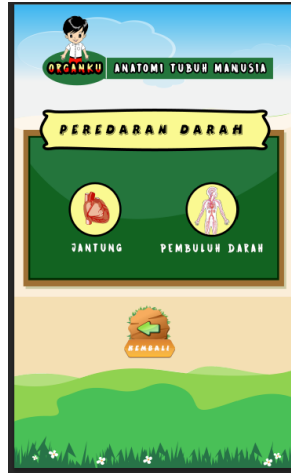 ORGANKU ANATOMI TUBUH MANUSIA
PEREDARAN DARAH
JANTUNG PEMBULUH DARAH
KEMBALI